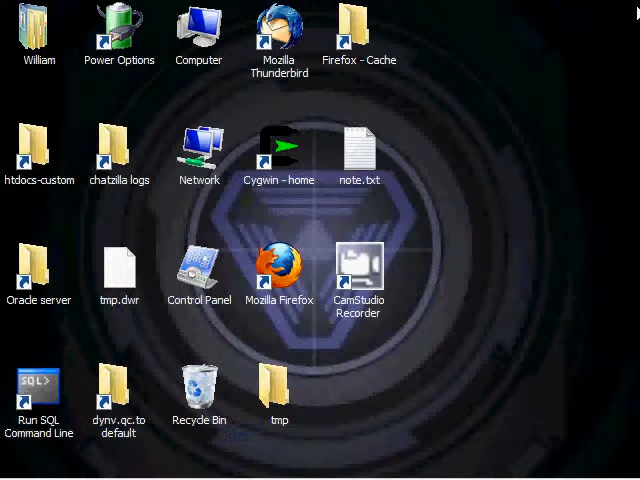 William
Power Options
Computer
Mozilla
Thunderbird
Firefox - Cache
htdocs-custom
chatzilla logs
Network
Cygwin - home
note.txt
Oracle server
tmp.dwr
Control Panel
Mozilla Firefox
CamStudio
Recorder
SQL>
Run SQL
Command Line
dynv.gc.to
default
Recycle Bin
tmp